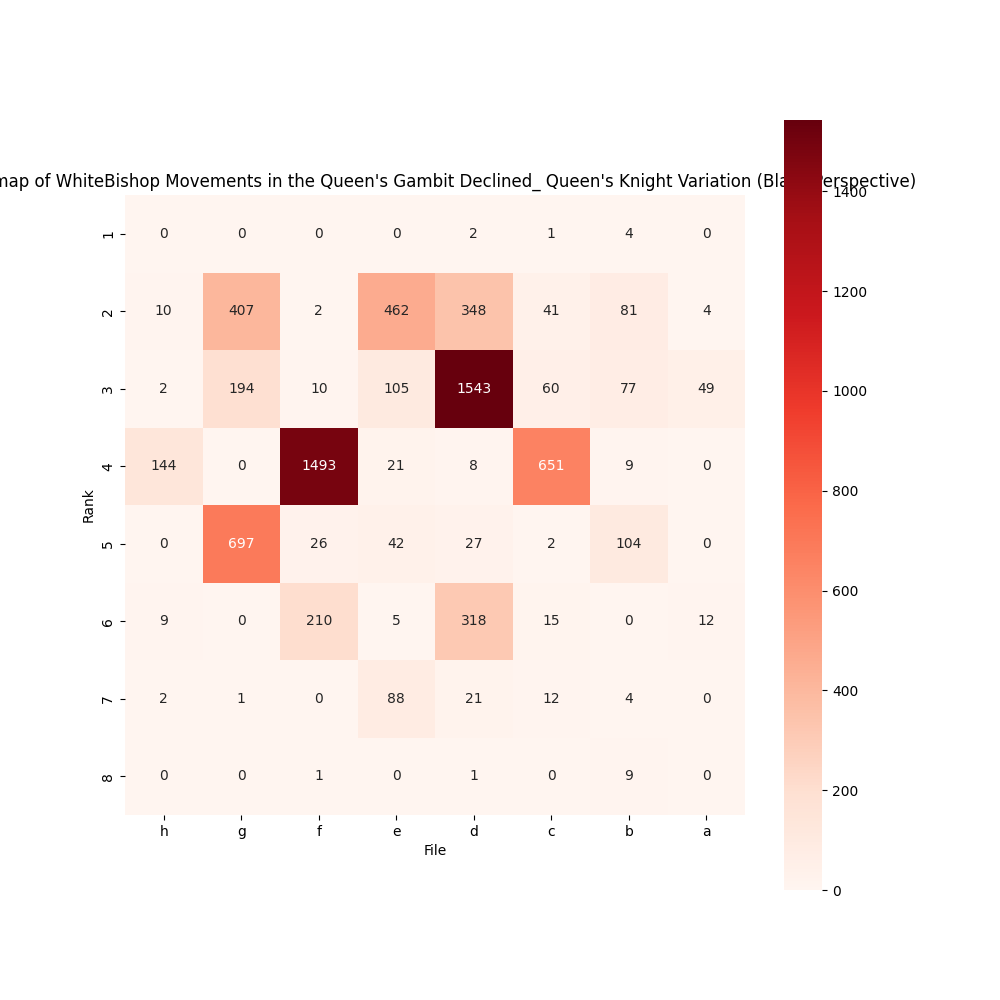 map of WhiteBishop Movements in the Queen's Gambit Declined_ Queen's Knight Variation (Bla erspective)
1400
1 0 0 0 0 2 1 4 0
1200
2 10 407 2 462 348 41 81 4
3 2 194 10 105 1543 60 77 49
1000
4 144 0 1493 21 8 651 9 0
800
Rank
5 0 697 26 42 27 2 104 0
600
6 9 0 210 5 318 15 0 12
400
7 2 1 0 88 21 12 4 0
8 0 0 1 0 1 0 9 0
200
h g f e d c b a
File
0